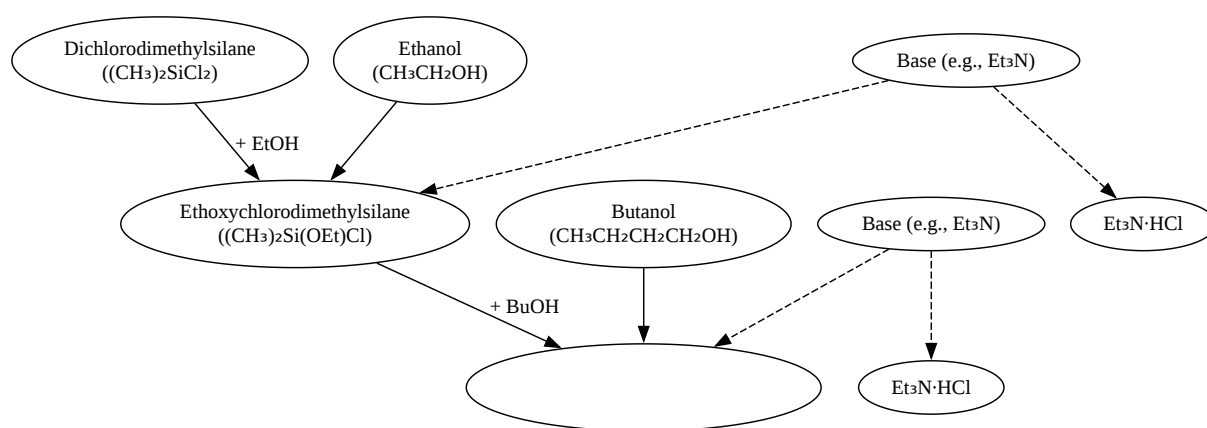 Dichlorodimethylsilane
((CH₃)₂SiCl₂)
Ethanol
(CH₃CH₂OH)
Base (e.g., Et₃N)
+ EtOH
Ethoxychlorodimethylsilane
((CH₃)₂Si(OEt)Cl)
Butanol
(CH₃CH₂CH₂CH₂OH)
Base (e.g., Et₃N)
Et₃N·HCl
+ BuOH
Et₃N·HCl